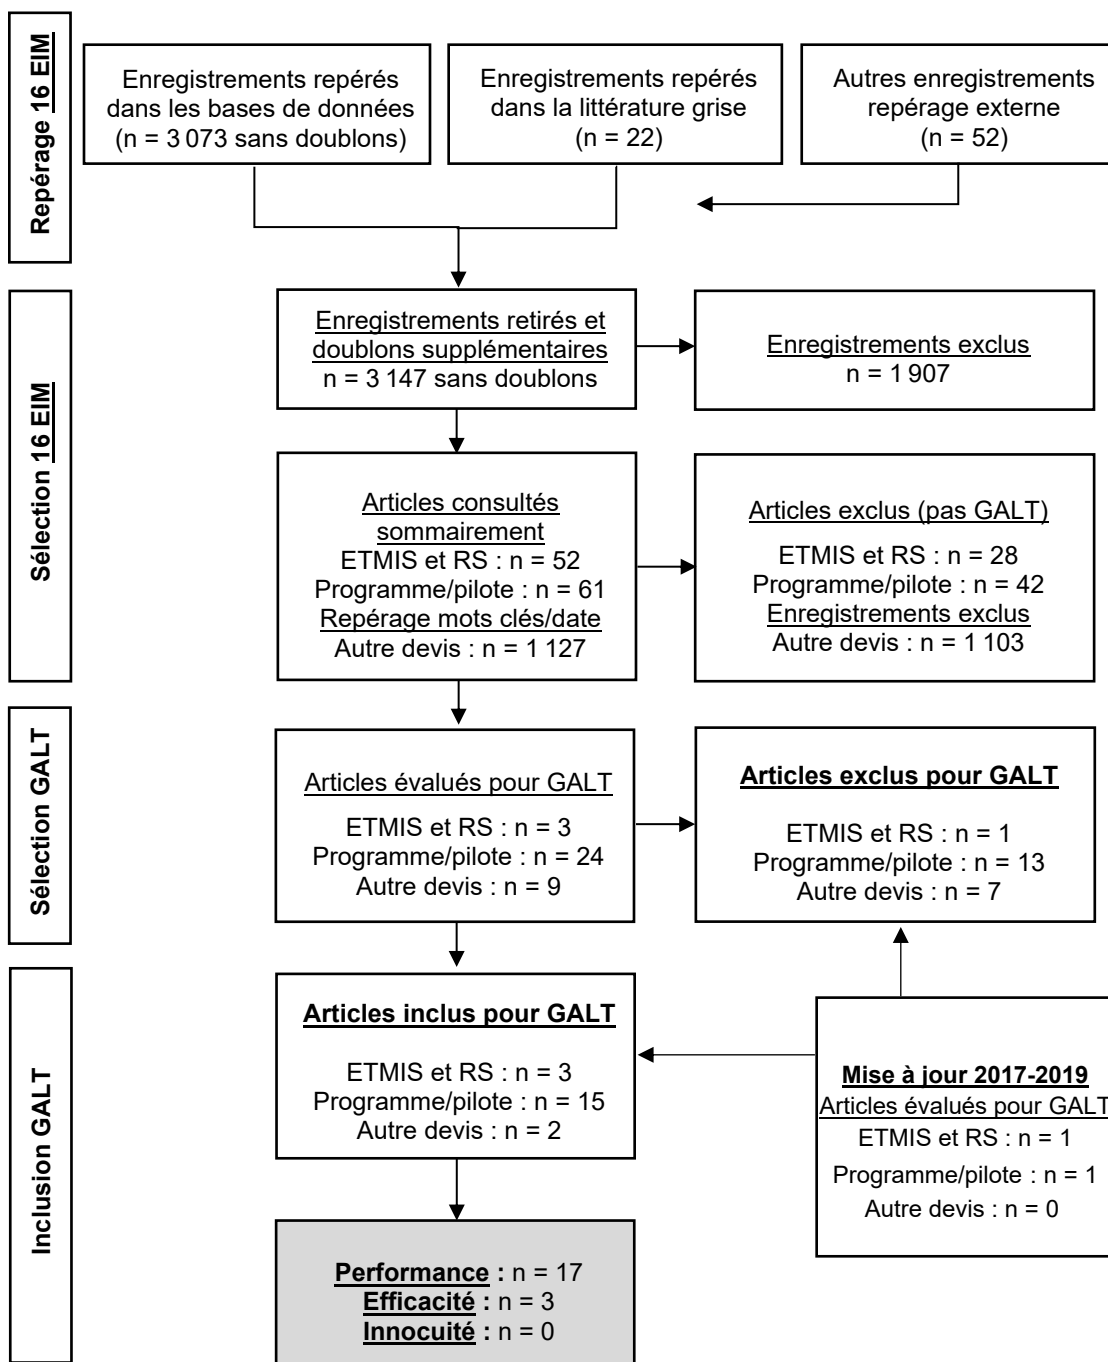 Repérage 16 EIM
Enregistrements repérés
dans les bases de données
(n = 3 073 sans doublons)
Enregistrements repérés
dans la littérature grise
(n = 22)
Autres enregistrements
repérage externe
(n = 52)
Sélection 16 EIM
Enregistrements retirés et
doublons supplémentaires
n = 3 147 sans doublons
Enregistrements exclus
n = 1 907
Articles consultés
sommairement
ETMIS et RS : n = 52
Programme/pilote : n = 61
Repérage mots clés/date
Autre devis : n = 1 127
Articles exclus (pas GALT)
ETMIS et RS : n = 28
Programme/pilote : n = 42
Enregistrements exclus
Autre devis : n = 1 103
Sélection GALT
Articles évalués pour GALT
ETMIS et RS : n = 3
Programme/pilote : n = 24
Autre devis : n = 9
Articles exclus pour GALT
ETMIS et RS : n = 1
Programme/pilote : n = 13
Autre devis : n = 7
Inclusion GALT
Articles inclus pour GALT
ETMIS et RS : n = 3
Programme/pilote : n = 15
Autre devis : n = 2
Mise à jour 2017-2019
Articles évalués pour GALT
ETMIS et RS : n = 1
Programme/pilote : n = 1
Autre devis : n = 0
Performance : n = 17
Efficacité : n = 3
Innocuité : n = 0